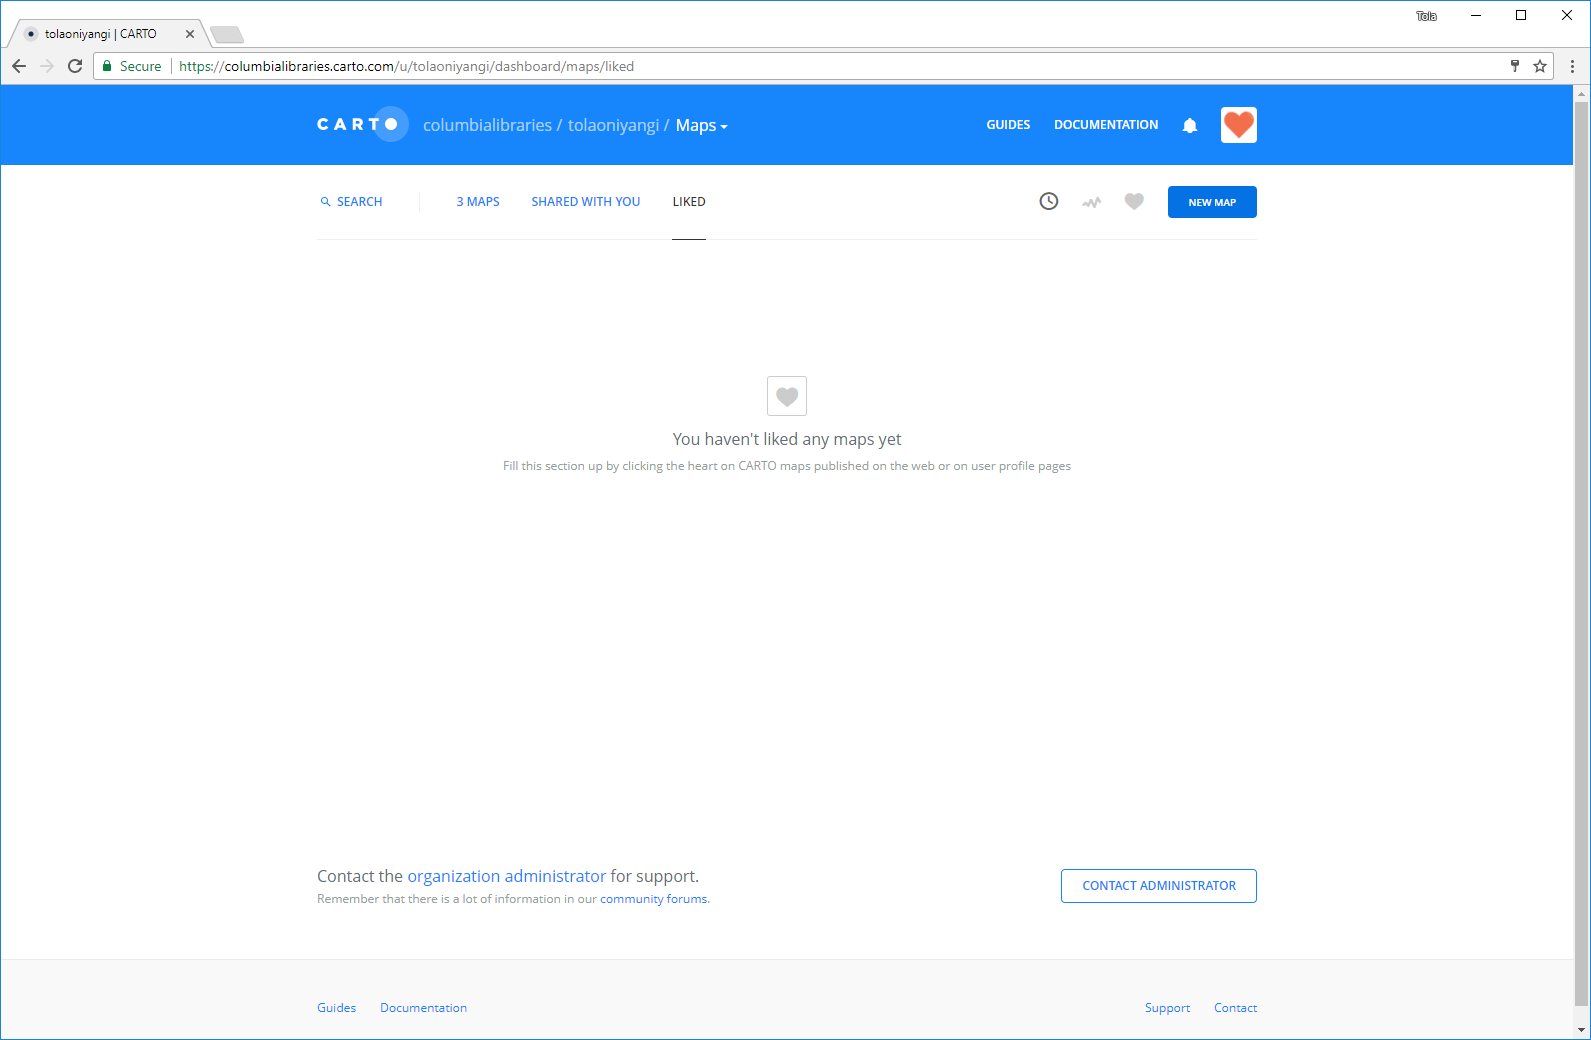 Tola
tolaoniyangi | CARTO
Secure https://columbialibraries.carto.com/u/tolaoniyangi/dashboard/maps/liked
CARTO columbialibraries / tolaoniyangi / Maps GUIDES DOCUMENTATION
SEARCH 3 MAPS SHARED WITH YOU LIKED NEW MAP
You haven't liked any maps yet
Fill this section up by clicking the heart on CARTO maps published on the web or on user profile pages
Contact the organization administrator for support.
Remember that there is a lot of information in our community forums.
CONTACT ADMINISTRATOR
Guides Documentation Support Contact